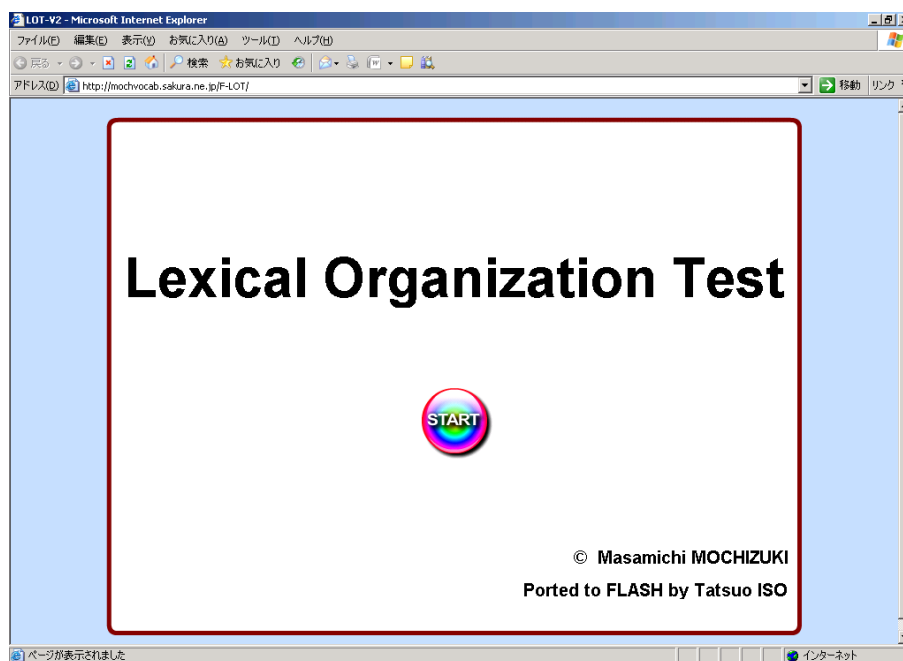 LOT-V2 - Microsoft Internet Explorer
ファイル(F) 編集(E) 表示(V) お気に入り(A) ツール(T) ヘルプ(H)
戻る 検索 お気に入り
アドレス(D) http://mochvocab.sakura.ne.jp/F-LOT/ 移動 リンク
Lexical Organization Test
START
© Masamichi MOCHIZUKI
Ported to FLASH by Tatsuo ISO
ページが表示されました インターネット